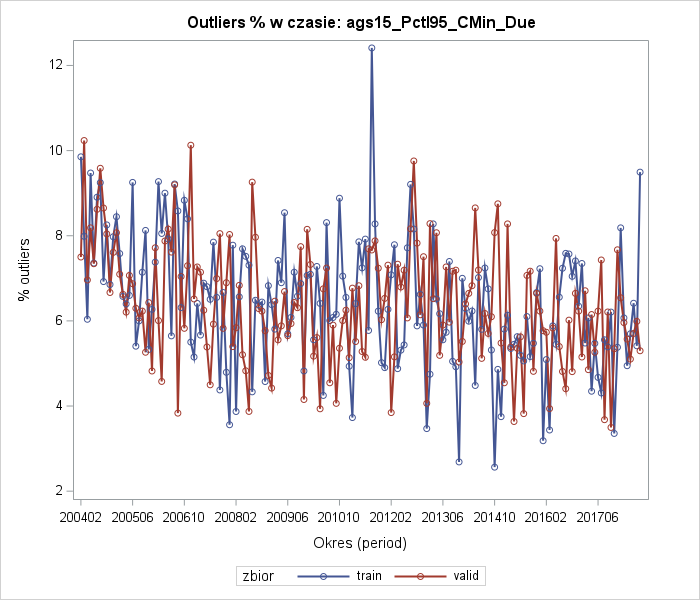 Outliers % w czasie: ags15_Pctl95_CMin_Due
% outliers
12
10
8
6
4
2
200402 200506 200610 200802 200906 201010 201202 201306 201410 201602 201706
Okres (period)
zbior train valid